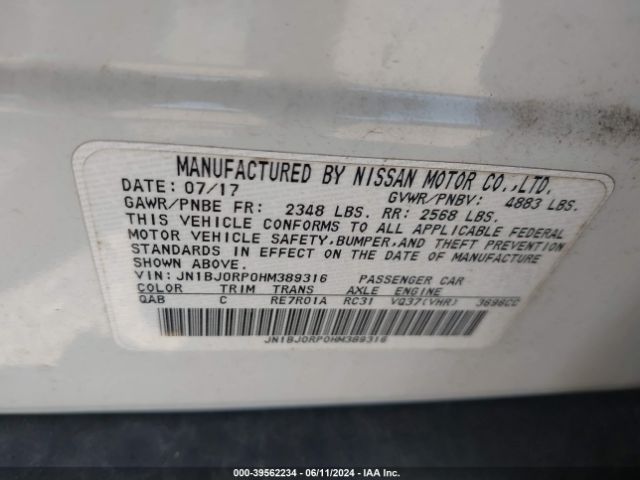 MANUFACTURED BY NISSAN MOTOR CO.,LTD.
DATE: 07/17 GVWR/PNBV: 4883 LBS.
GAWR/PNBE FR: 2348 LBS. RR: 2568 LBS.
THIS VEHICLE CONFORMS TO ALL APPLICABLE FEDERAL
MOTOR VEHICLE SAFETY, BUMPER, AND THEFT PREVENTION
STANDARDS IN EFFECT ON THE DATE OF MANUFACTURE
SHOWN ABOVE.
VIN: JN1BJ0RP0HM389316 PASSENGER CAR
COLOR TRIM TRANS AXLE ENGINE
QAB C RE7R01A RC31 VQ37(VHR) 3696CC
JN1BJ0RP0HM389316
000-39562234 - 06/11/2024 - IAA Inc.